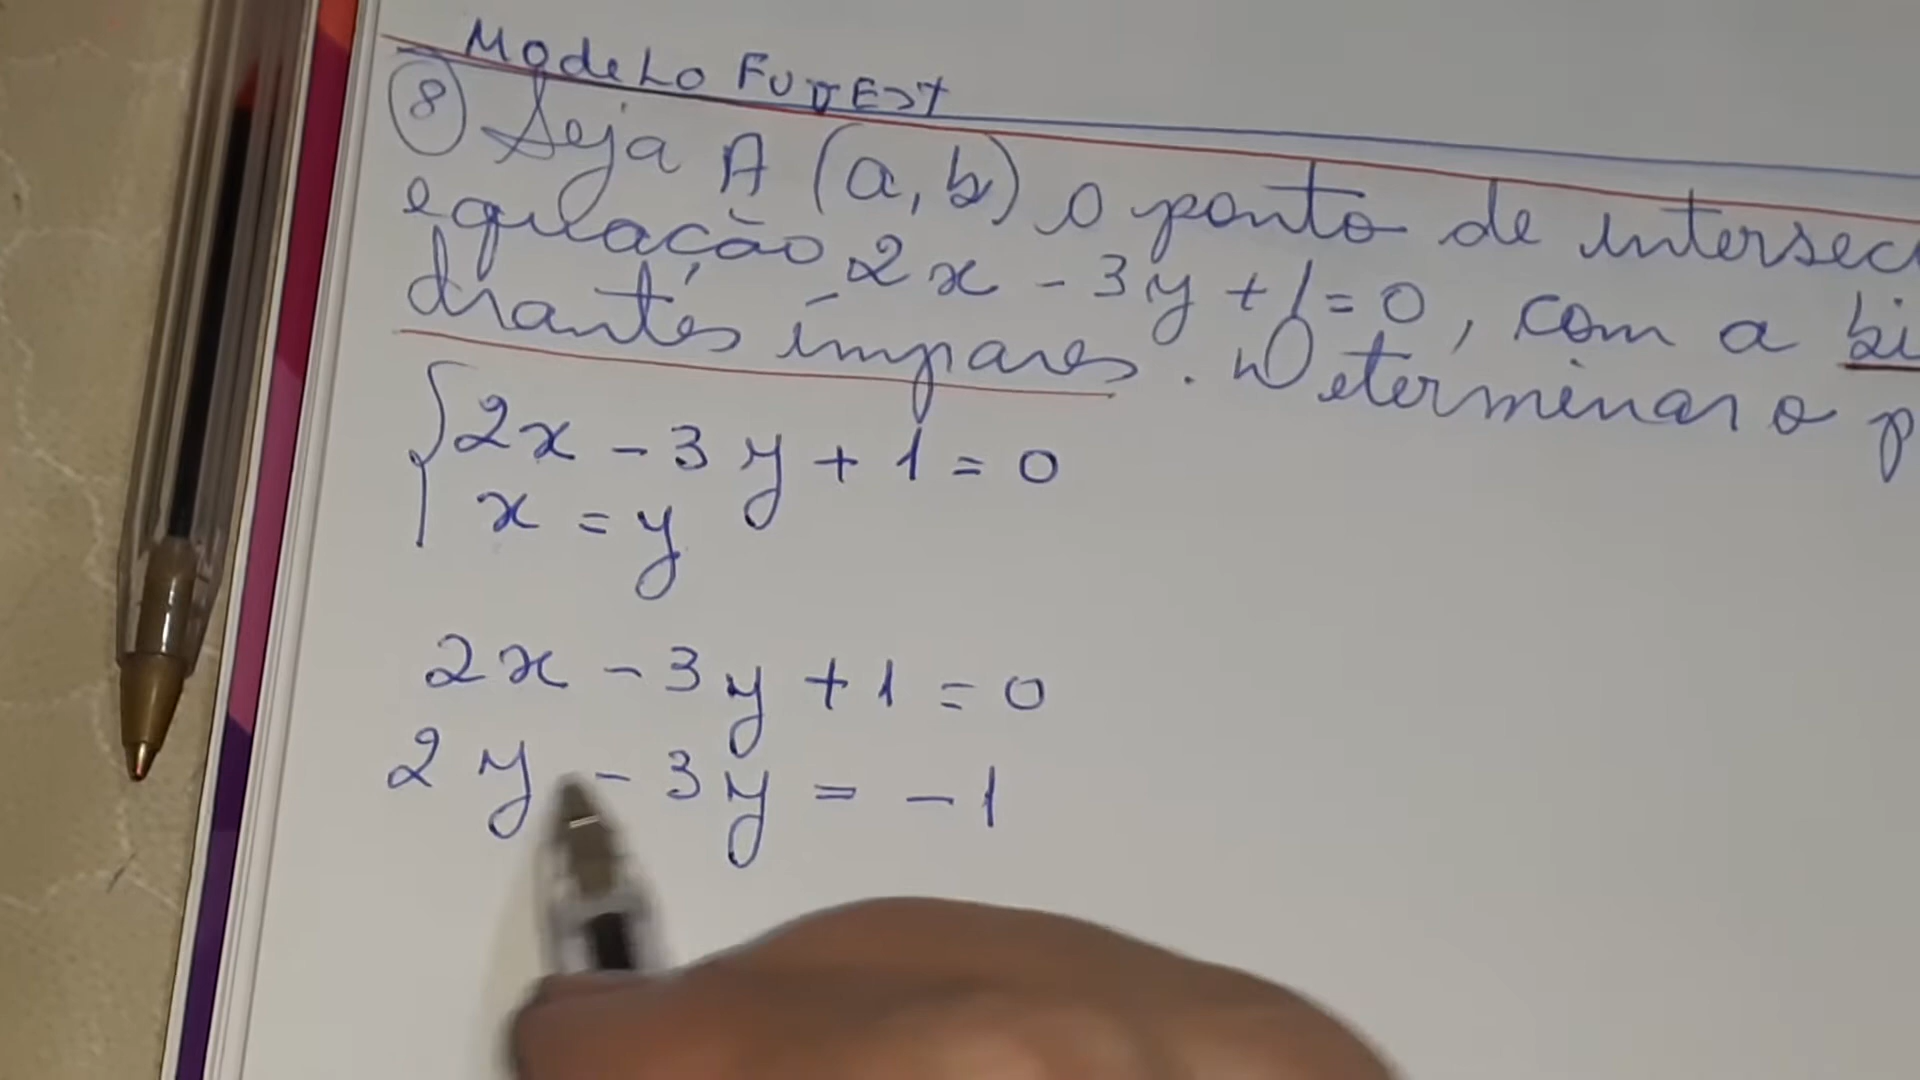 Modelo FUVEST
8 Seja A (a, b) o ponto de intersec
equação 2x - 3y + 1 = 0, com a bi
drantes ímpares. Determinar o p
2x - 3y + 1 = 0
x = y
2x - 3y + 1 = 0
2y - 3y = - 1